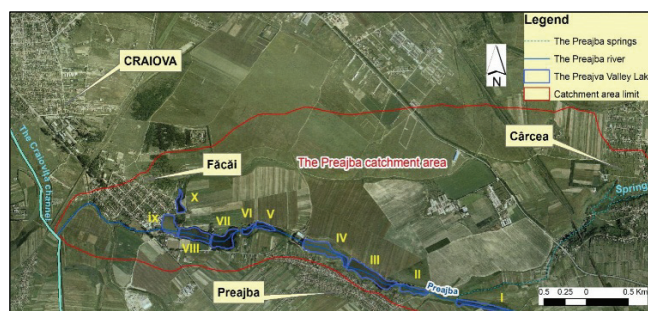 Legend
The Preajba springs
The Preajba river
The Preajva Valley Lak
Catchment area limit
CRAIOVA
N
Cârcea
The Craiovița channel
Făcăi
The Preajba catchment area
Spring
X
IX
VII
VI
V
VIII
IV
III
II
Preajba
I
Preajba
0.5 0.25 0 0.5 Km